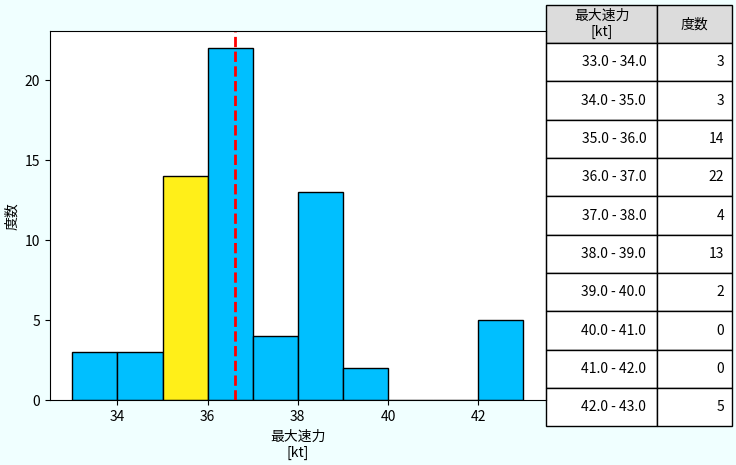 度数
20
15
10
5
0
34 36 38 40 42
最大速力
[kt]
最大速力
[kt] 度数
33.0 - 34.0 3
34.0 - 35.0 3
35.0 - 36.0 14
36.0 - 37.0 22
37.0 - 38.0 4
38.0 - 39.0 13
39.0 - 40.0 2
40.0 - 41.0 0
41.0 - 42.0 0
42.0 - 43.0 5